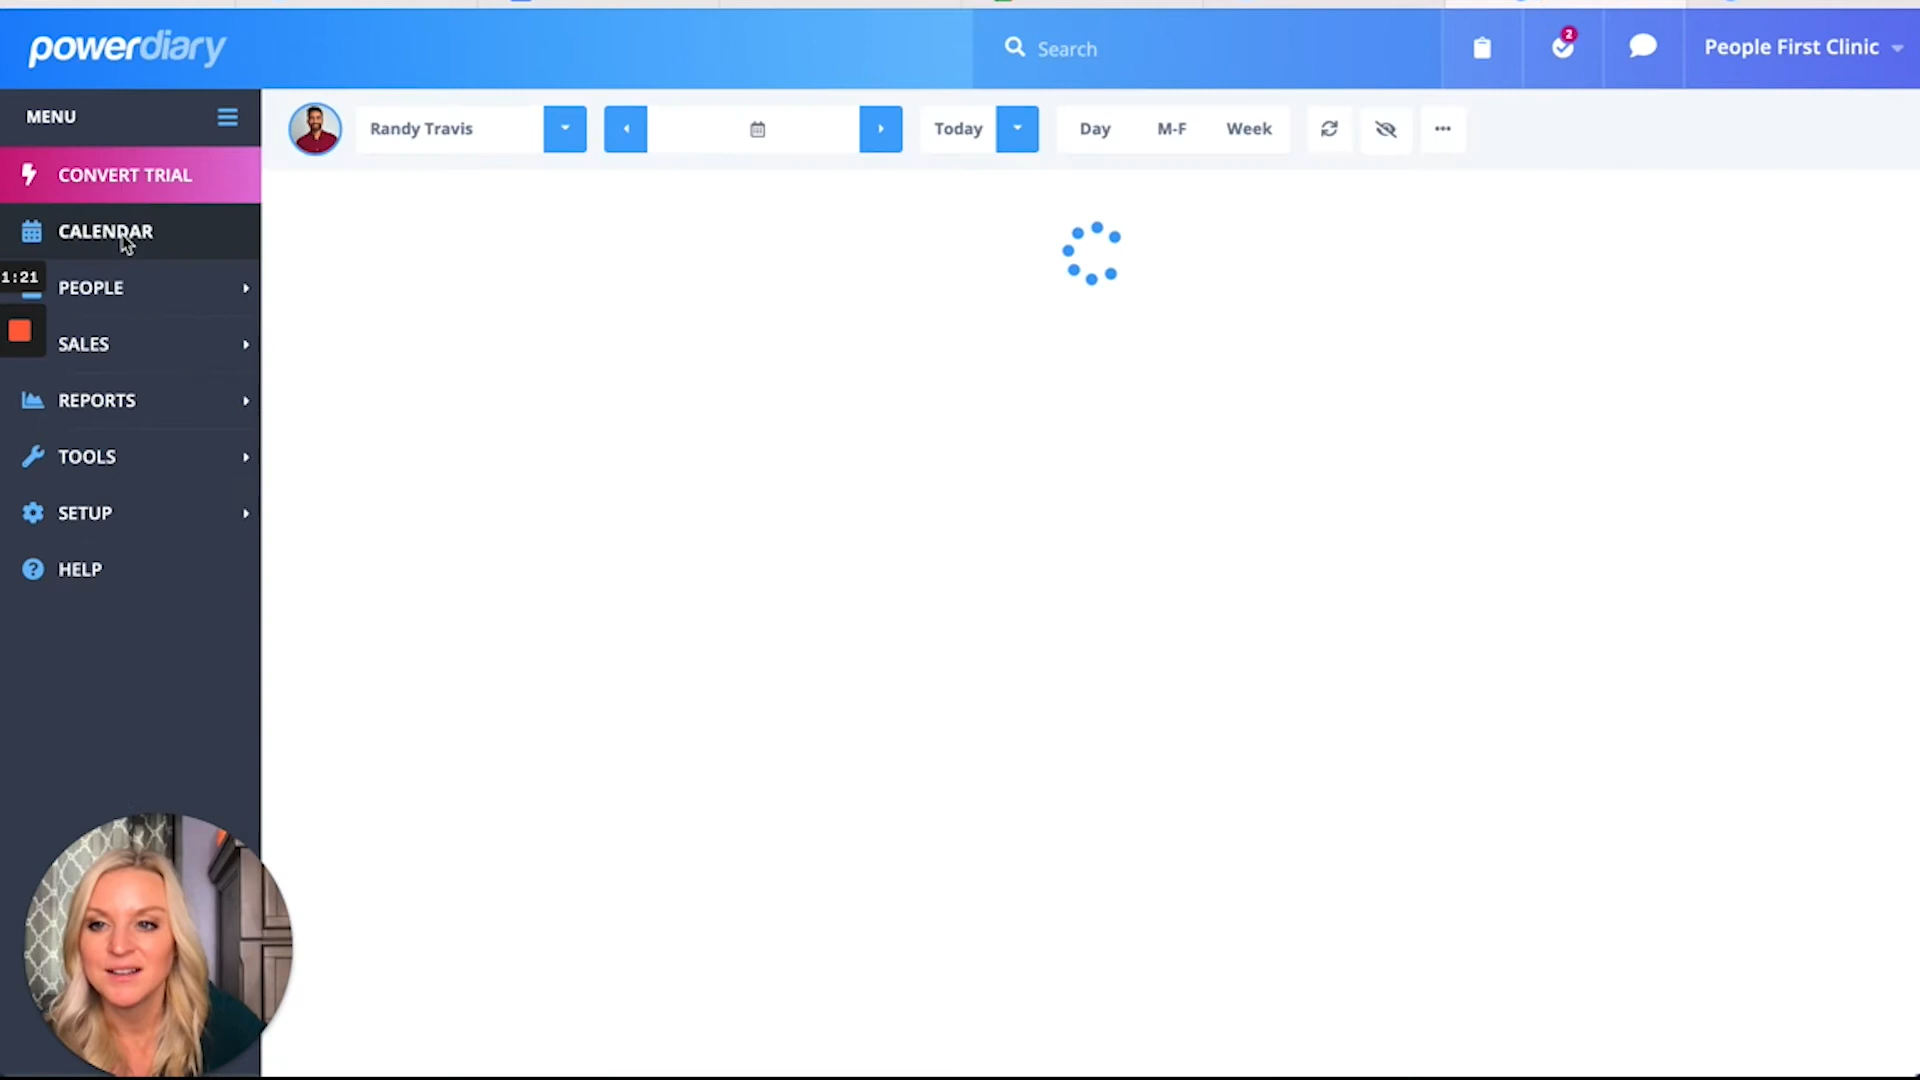 powerdiary
Search
2
People First Clinic
MENU
Randy Travis
Today
Day
M-F
Week
CONVERT TRIAL
CALENDAR
1:21
PEOPLE
SALES
REPORTS
TOOLS
SETUP
HELP